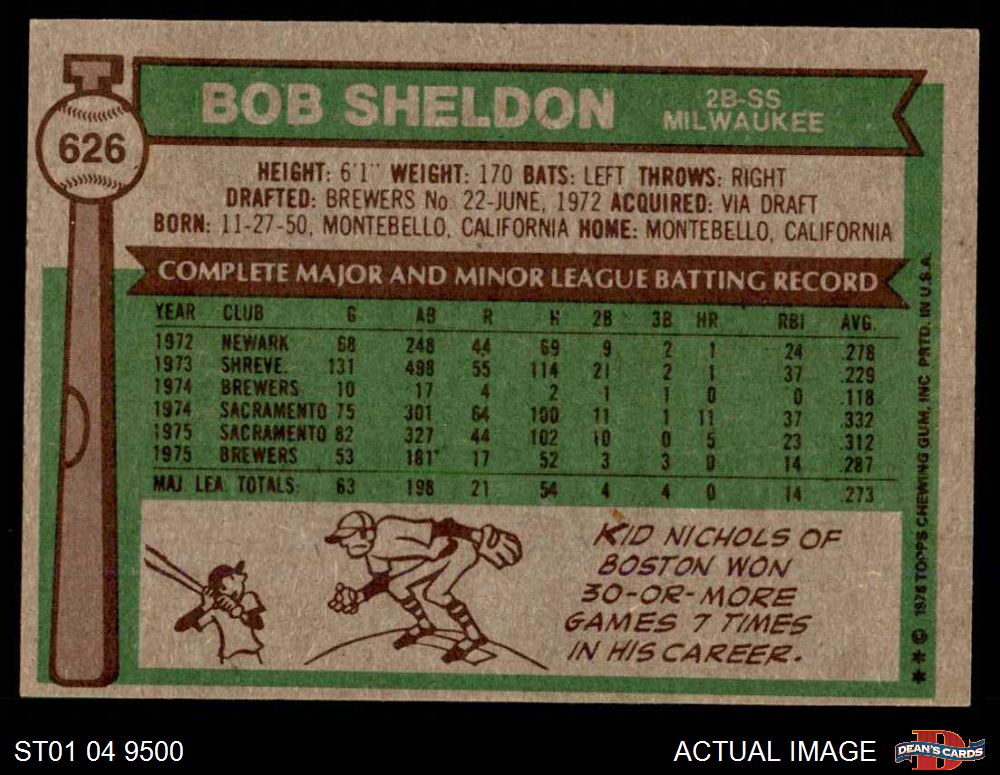 BOB SHELDON
2B-SS
MILWAUKEE
626
HEIGHT: 6'1" WEIGHT: 170 BATS: LEFT THROWS: RIGHT
DRAFTED: BREWERS No. 22-JUNE, 1972 ACQUIRED: VIA DRAFT
BORN: 11-27-50, MONTEBELLO, CALIFORNIA HOME: MONTEBELLO, CALIFORNIA
COMPLETE MAJOR AND MINOR LEAGUE BATTING RECORD
YEAR CLUB G AB R H 2B 3B HR RBI AVG.
1972 NEWARK 68 248 44 69 9 2 1 24 .278
1973 SHREVE. 131 498 55 114 21 2 1 37 .229
1974 BREWERS 10 17 4 2 1 1 0 0 .118
1974 SACRAMENTO 75 301 64 100 11 1 11 37 .332
1975 SACRAMENTO 82 327 44 102 10 0 5 23 .312
1975 BREWERS 53 181 17 52 3 3 0 14 .287
MAJ. LEA. TOTALS 63 198 21 54 4 4 0 14 .273
KID NICHOLS OF
BOSTON WON
30-OR-MORE
GAMES 7 TIMES
IN HIS CAREER.
** © 1976 TOPPS CHEWING GUM, INC. PRTD. IN U.S.A.
ST01 04 9500
ACTUAL IMAGE
D
DEAN'S CARDS